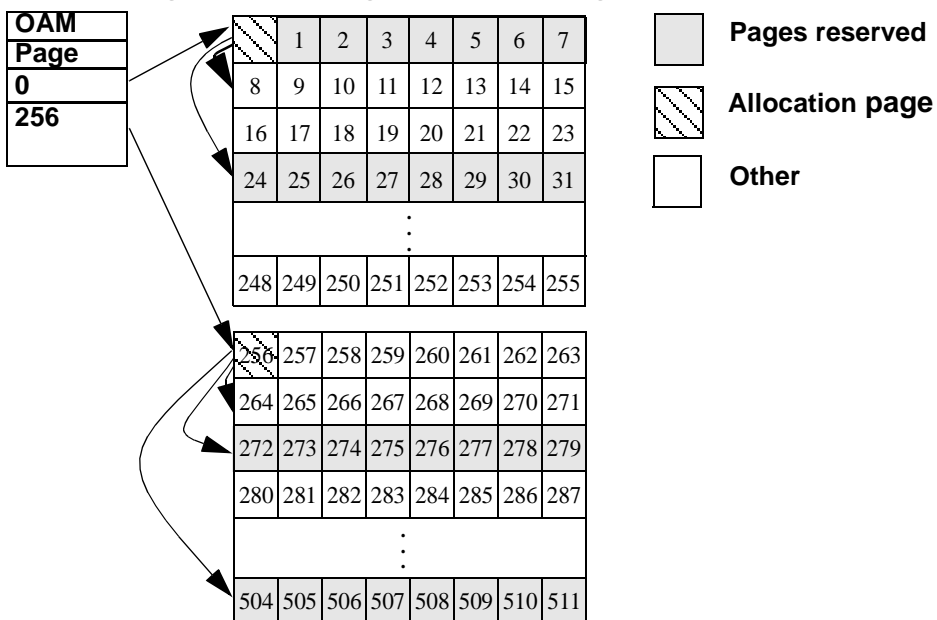 OAM
Page
0
256
1 2 3 4 5 6 7
8 9 10 11 12 13 14 15
16 17 18 19 20 21 22 23
24 25 26 27 28 29 30 31
248 249 250 251 252 253 254 255
256 257 258 259 260 261 262 263
264 265 266 267 268 269 270 271
272 273 274 275 276 277 278 279
280 281 282 283 284 285 286 287
504 505 506 507 508 509 510 511
Pages reserved
Allocation page
Other